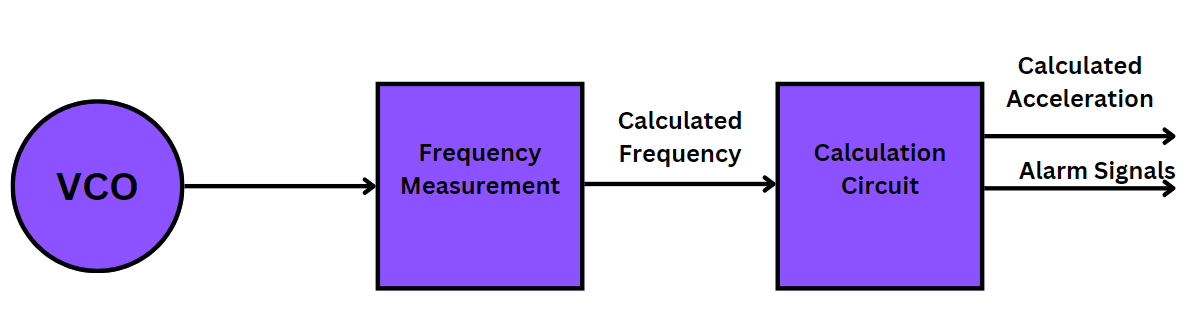 VCO
Frequency
Measurement
Calculated
Frequency
Calculation
Circuit
Calculated
Acceleration
Alarm Signals